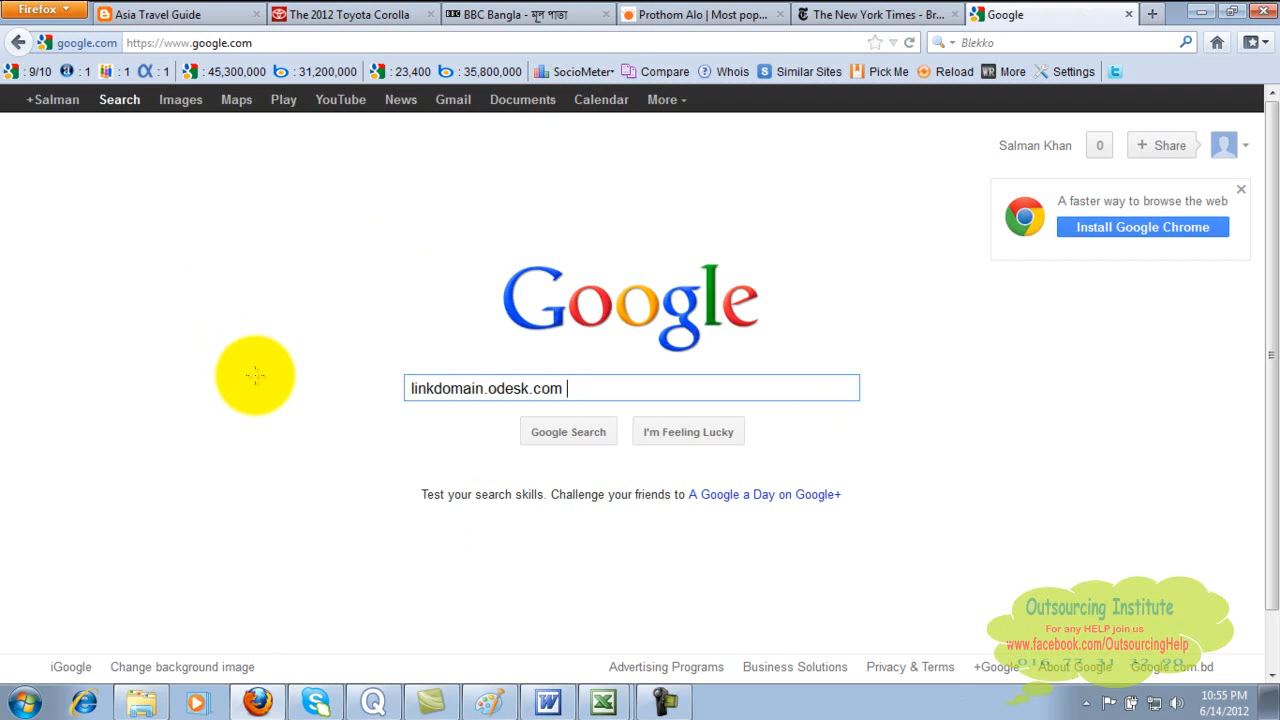 Firefox
Asia Travel Guide
The 2012 Toyota Corolla
BBC Bangla - মূল পাতা
Prothom Alo | Most pop...
The New York Times - Br...
Google
google.com
https://www.google.com
Blekko
: 9/10
: 1
: 1
: 1
: 45,300,000
: 31,200,000
: 23,400
: 35,800,000
SocioMeter
Compare
Whois
Similar Sites
Pick Me
Reload
WR More
Settings
+Salman
Search
Images
Maps
Play
YouTube
News
Gmail
Documents
Calendar
More
Salman Khan
0
+ Share
A faster way to browse the web
Install Google Chrome
Google
linkdomain.odesk.com
Google Search
I'm Feeling Lucky
Test your search skills. Challenge your friends to A Google a Day on Google+
Outsourcing Institute
For any HELP join us
www.facebook.com/OutsourcingHelp
iGoogle
Change background image
Advertising Programs
Business Solutions
Privacy & Terms
+Google
About Google
Google.com.bd
10:55 PM
6/14/2012